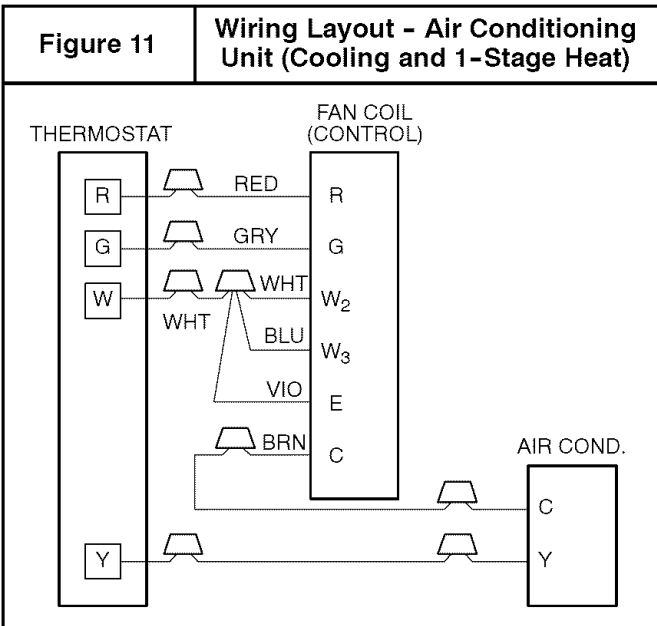 Figure 11
Wiring Layout - Air Conditioning
Unit (Cooling and 1-Stage Heat)
THERMOSTAT
FAN COIL
(CONTROL)
R
RED
R
G
GRY
G
W
WHT
WHT
W2
BLU
W3
VIO
E
BRN
C
AIR COND.
C
Y
Y